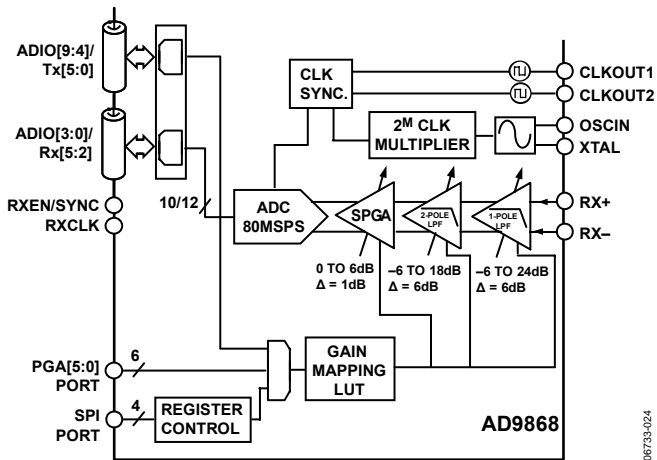 ADIO[9:4]/
Tx[5:0]
ADIO[3:0]/
Rx[5:2]
RXEN/SYNC
RXCLK
10/12
CLK
SYNC.
2M CLK
MULTIPLIER
CLKOUT1
CLKOUT2
OSCIN
XTAL
ADC
80MSPS
SPGA
2-POLE
LPF
1-POLE
LPF
RX+
RX–
0 TO 6dB
Δ = 1dB
–6 TO 18dB
Δ = 6dB
–6 TO 24dB
Δ = 6dB
PGA[5:0]
PORT
6
GAIN
MAPPING
LUT
SPI
PORT
4
REGISTER
CONTROL
AD9868
06733-024